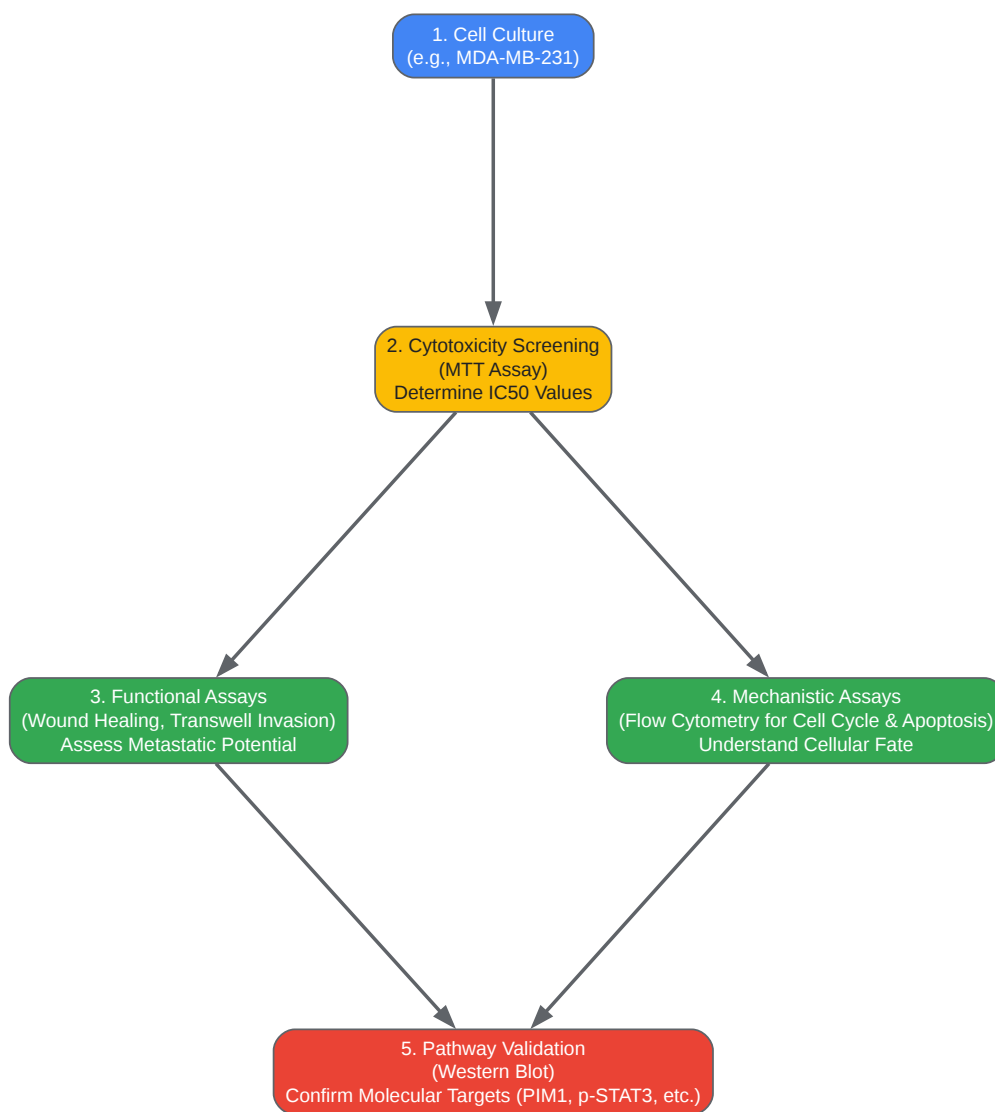 1. Cell Culture
(e.g., MDA-MB-231)
2. Cytotoxicity Screening
(MTT Assay)
Determine IC50 Values
3. Functional Assays
(Wound Healing, Transwell Invasion)
Assess Metastatic Potential
4. Mechanistic Assays
(Flow Cytometry for Cell Cycle & Apoptosis)
Understand Cellular Fate
5. Pathway Validation
(Western Blot)
Confirm Molecular Targets (PIM1, p-STAT3, etc.)